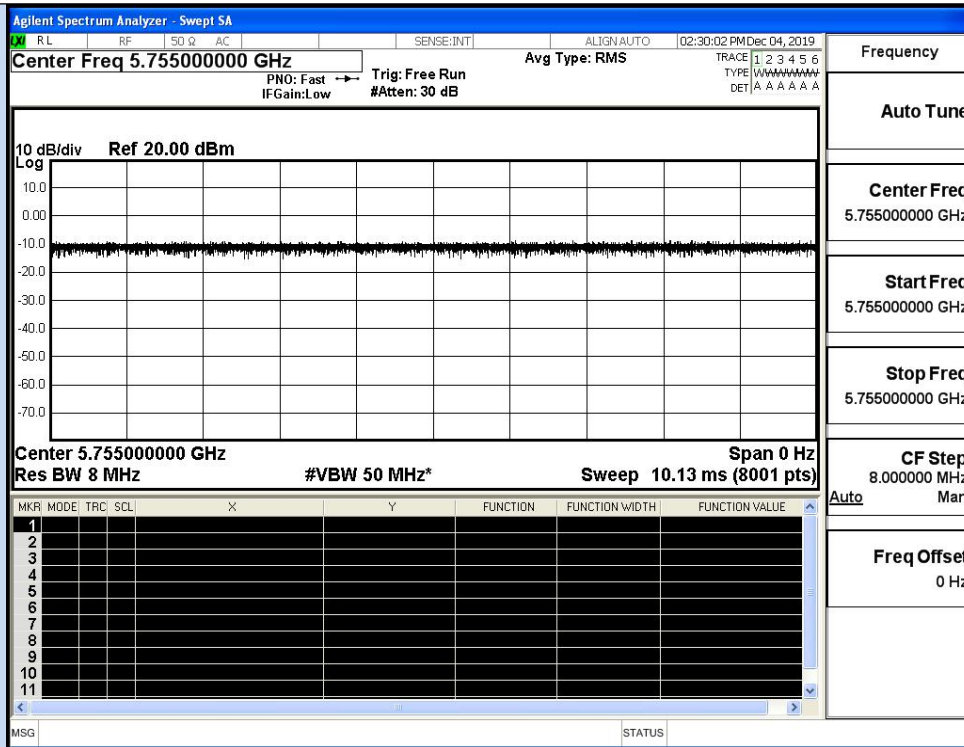 Agilent Spectrum Analyzer - Swept SA
LXI RL RF 50 Ω AC SENSE:INT ALIGN AUTO 02:30:02 PM Dec 04, 2019
Center Freq 5.755000000 GHz
PNO: Fast
IFGain:Low
Trig: Free Run
#Atten: 30 dB
Avg Type: RMS
TRACE 1 2 3 4 5 6
TYPE WWWWWW
DET A A A A A A
10 dB/div Ref 20.00 dBm
Log
10.0
0.00
-10.0
-20.0
-30.0
-40.0
-50.0
-60.0
-70.0
Center 5.755000000 GHz Span 0 Hz
Res BW 8 MHz #VBW 50 MHz* Sweep 10.13 ms (8001 pts)
MKR MODE TRC SCL X Y FUNCTION FUNCTION WIDTH FUNCTION VALUE
1
2
3
4
5
6
7
8
9
10
11
MSG STATUS
Frequency
Auto Tune
Center Freq
5.755000000 GHz
Start Freq
5.755000000 GHz
Stop Freq
5.755000000 GHz
CF Step
8.000000 MHz
Auto Man
Freq Offset
0 Hz